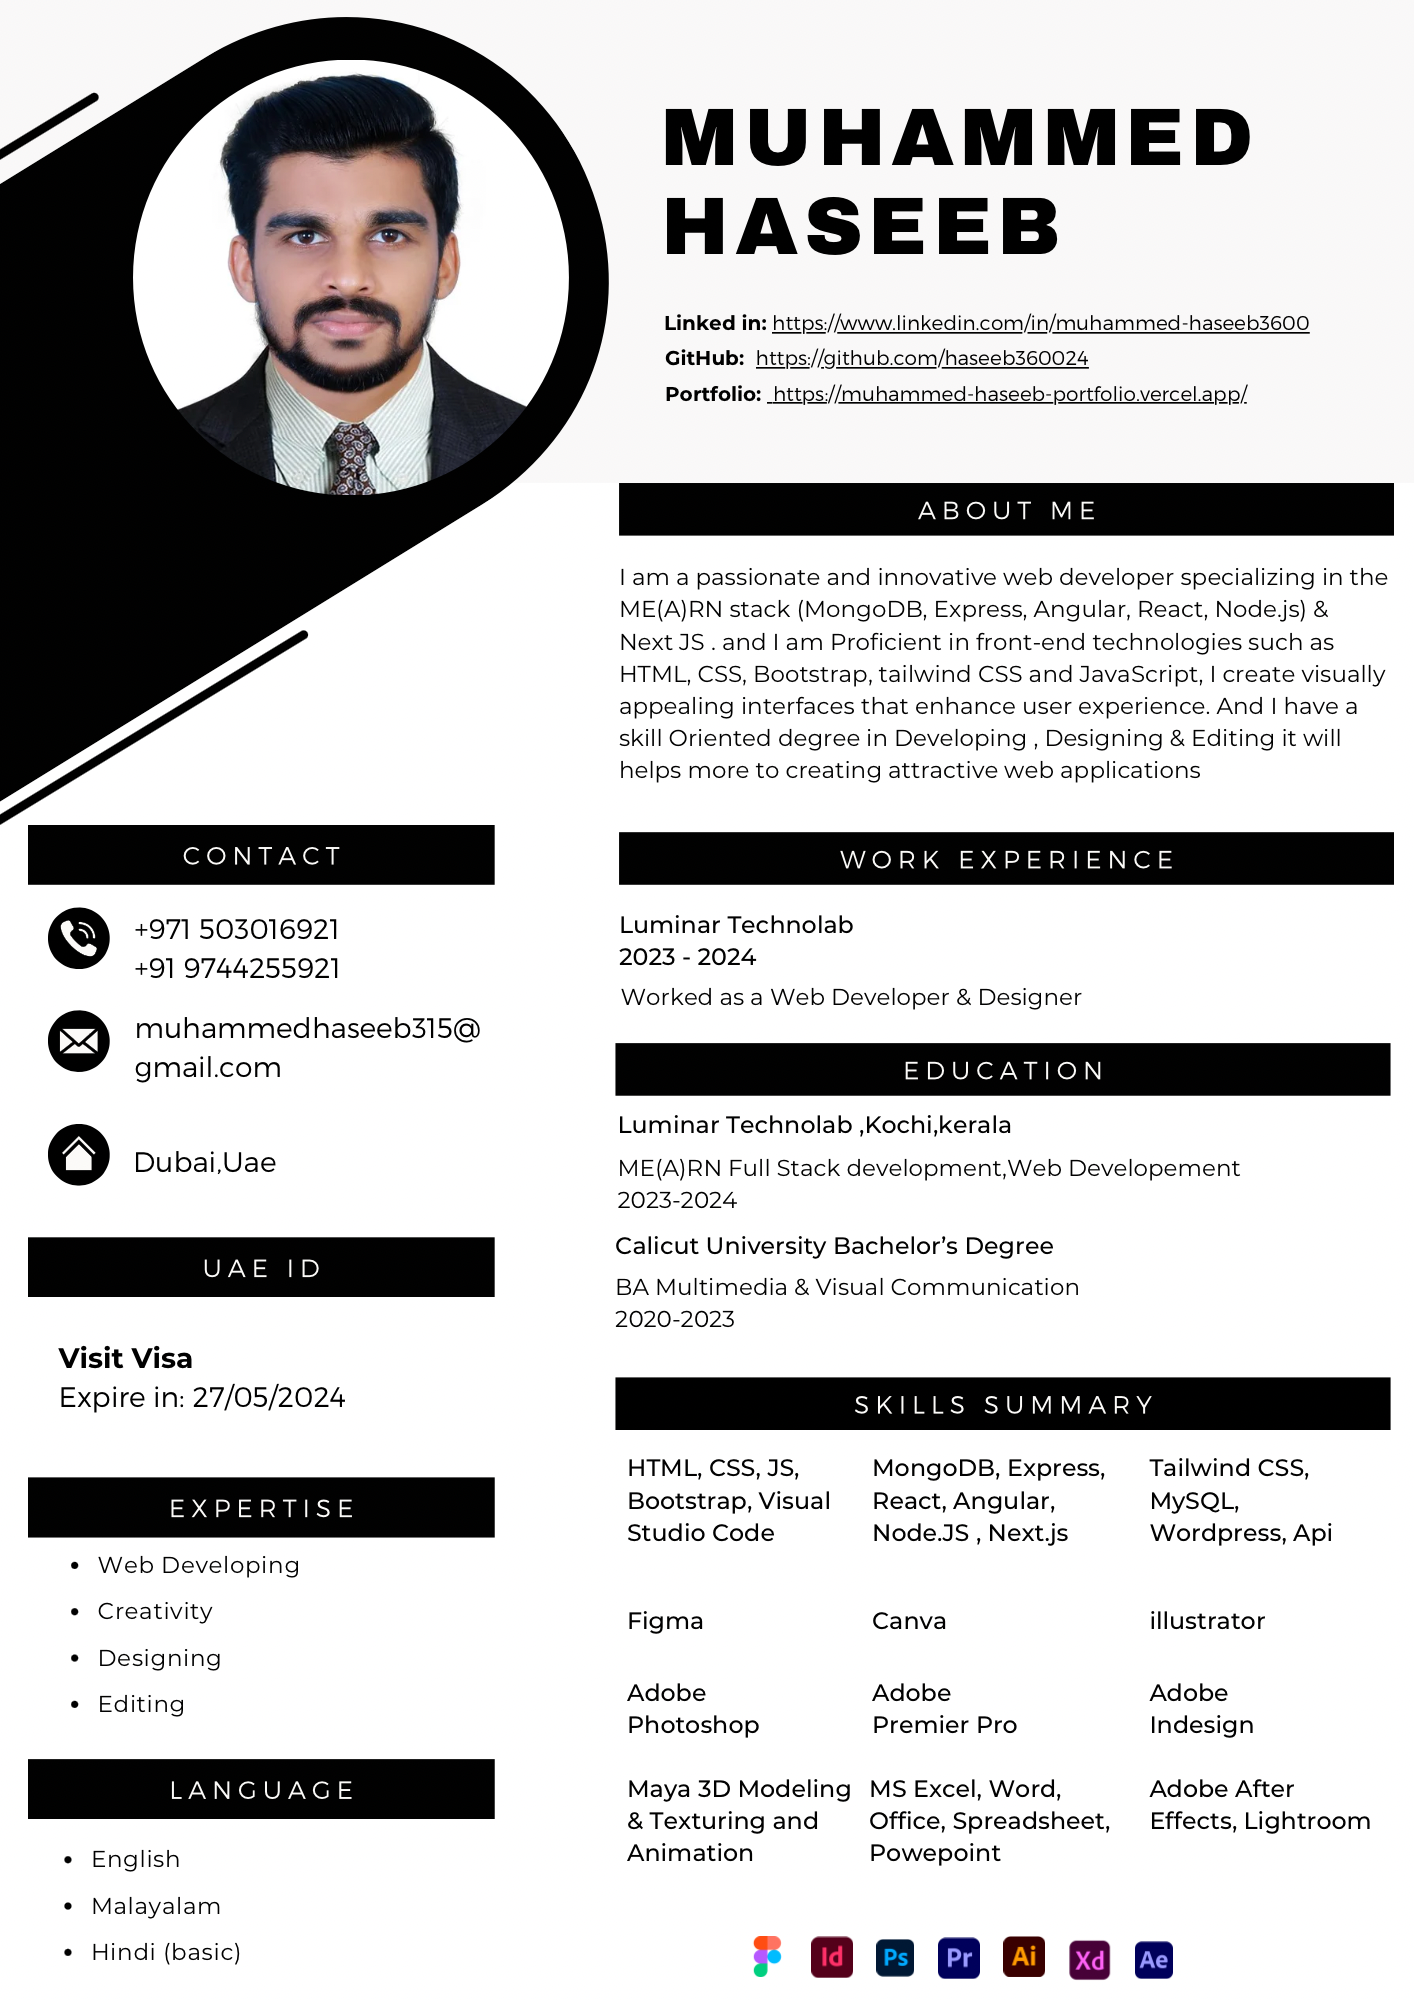 MUHAMMED
HASEEB
Linked in: https://www.linkedin.com/in/muhammed-haseeb3600
GitHub: https://github.com/haseeb360024
Portfolio: https://muhammed-haseeb-portfolio.vercel.app/
ABOUT ME
I am a passionate and innovative web developer specializing in the
ME(A)RN stack (MongoDB, Express, Angular, React, Node.js) &
Next JS . and I am Proficient in front-end technologies such as
HTML, CSS, Bootstrap, tailwind CSS and JavaScript, I create visually
appealing interfaces that enhance user experience. And I have a
skill Oriented degree in Developing , Designing & Editing it will
helps more to creating attractive web applications
CONTACT
+971 503016921
+91 9744255921
muhammedhaseeb315@
gmail.com
Dubai,Uae
UAE ID
Visit Visa
Expire in: 27/05/2024
EXPERTISE
• Web Developing
• Creativity
• Designing
• Editing
LANGUAGE
• English
• Malayalam
• Hindi (basic)
WORK EXPERIENCE
Luminar Technolab
2023 - 2024
Worked as a Web Developer & Designer
EDUCATION
Luminar Technolab ,Kochi,kerala
ME(A)RN Full Stack development,Web Developement
2023-2024
Calicut University Bachelor’s Degree
BA Multimedia & Visual Communication
2020-2023
SKILLS SUMMARY
HTML, CSS, JS,
Bootstrap, Visual
Studio Code
MongoDB, Express,
React, Angular,
Node.JS , Next.js
Tailwind CSS,
MySQL,
Wordpress, Api
Figma
Canva
illustrator
Adobe
Photoshop
Adobe
Premier Pro
Adobe
Indesign
Maya 3D Modeling
& Texturing and
Animation
MS Excel, Word,
Office, Spreadsheet,
Powepoint
Adobe After
Effects, Lightroom
Id Ps Pr Ai Xd Ae